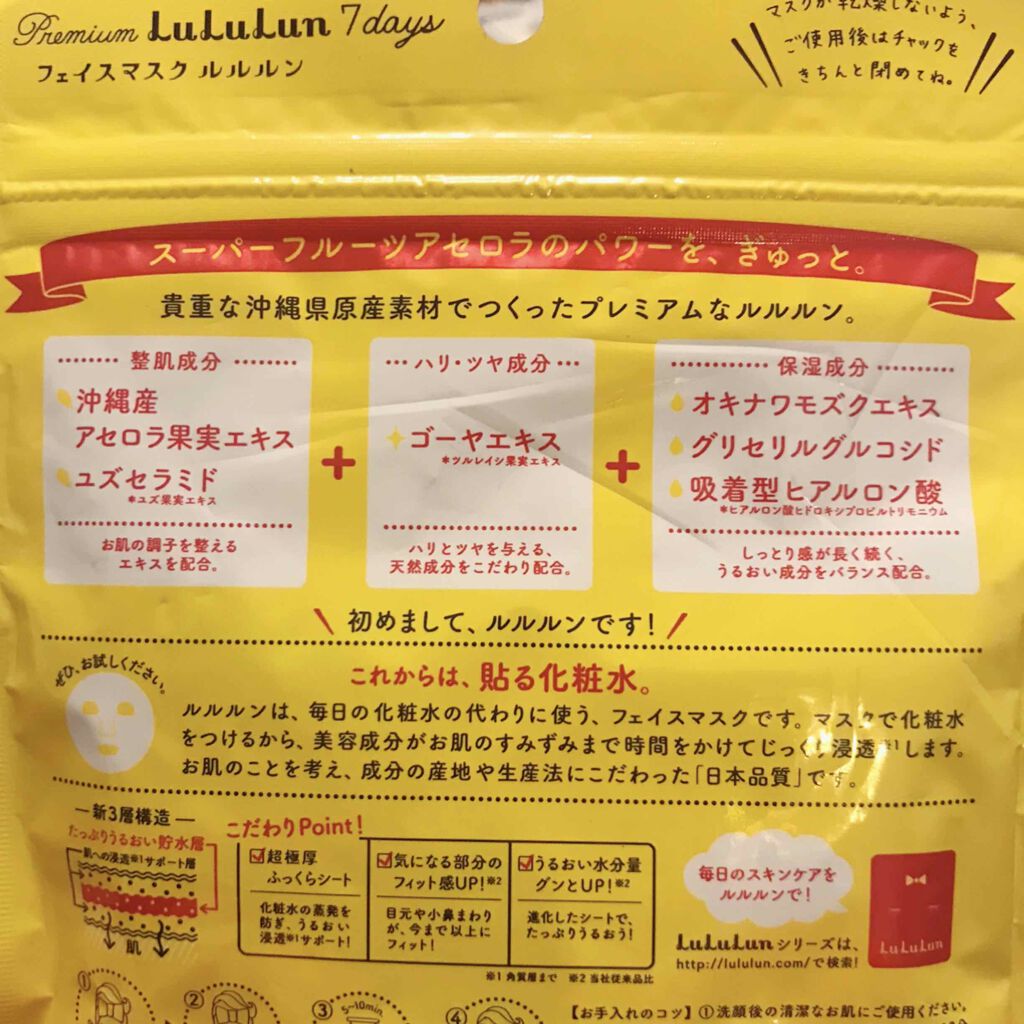 Premium LuLuLun 7days
フェイスマスク ルルルン
マスクが乾燥しないよう、
ご使用後はチャックを
きちんと閉めてね。
スーパーフルーツアセロラのパワーを、ぎゅっと。
貴重な沖縄県原産素材でつくったプレミアムなルルルン。
整肌成分
沖縄産
アセロラ果実エキス
ユズセラミド
*ユズ果実エキス
お肌の調子を整える
エキスを配合。
+
ハリ・ツヤ成分
ゴーヤエキス
*ツルレイシ果実エキス
ハリとツヤを与える、
天然成分をこだわり配合。
+
保湿成分
オキナワモズクエキス
グリセリルグルコシド
吸着型ヒアルロン酸
*ヒアルロン酸ヒドロキシプロピルトリモニウム
しっとり感が長く続く、
うるおい成分をバランス配合。
初めまして、ルルルンです!
ぜひ、お試しください。
これからは、貼る化粧水。
ルルルンは、毎日の化粧水の代わりに使う、フェイスマスクです。マスクで化粧水
をつけるから、美容成分がお肌のすみずみまで時間をかけてじっくり浸透※1します。
お肌のことを考え、成分の産地や生産法にこだわった「日本品質」です。
新3層構造
たっぷりうるおい貯水層
肌への浸透※1サポート層
肌
こだわりPoint!
超極厚
ふっくらシート
化粧水の蒸発を
防ぎ、うるおい
浸透※1サポート!
気になる部分の
フィット感UP!※2
目元や小鼻まわり
が、今まで以上に
フィット!
うるおい水分量
グンとUP!※2
進化したシートで、
たっぷりうるおう!
※1 角質層まで ※2 当社従来品比
毎日のスキンケアを
ルルルンで!
LuLuLunシリーズは、
http://lululun.com/で検索!
LuLuLun
①
②
③
5~10min.
④
【お手入れのコツ】①洗顔後の清潔なお肌にご使用ください。